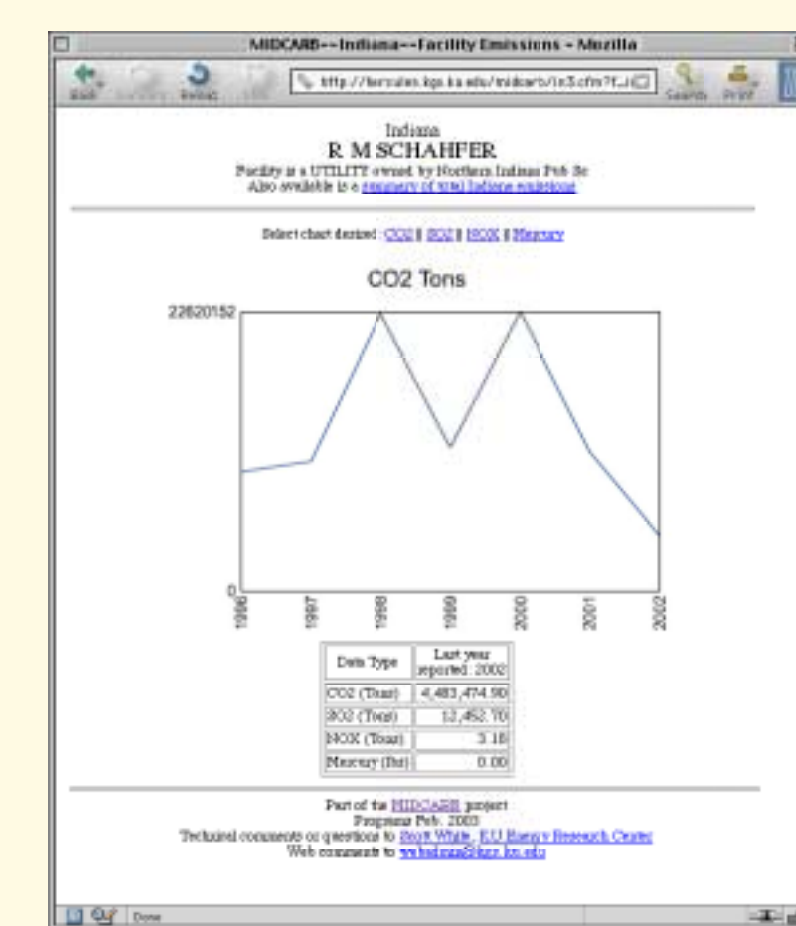 MIDCARB--Indiana--Facility Emissions - Mozilla
Back Reload Search Print
Indiana
R M SCHAHFER
Facility is a UTILITY owned by Northern Indiana Pub Se
Also available is a summary of total Indiana emissions
Select chart desired: CO2 || SO2 || NOX || Mercury
CO2 Tons
22620152
0
1996 1997 1998 1999 2000 2001 2002
Data Type Last year reported: 2002
CO2 (Tons) 4,483,474.90
SO2 (Tons) 12,452.70
NOX (Tons) 3.18
Mercury (lbs) 0.00
Part of the MIDCARB project
Programs Feb. 2003
Technical comments or questions to Scott White, KU Energy Research Center
Web comments to
Done